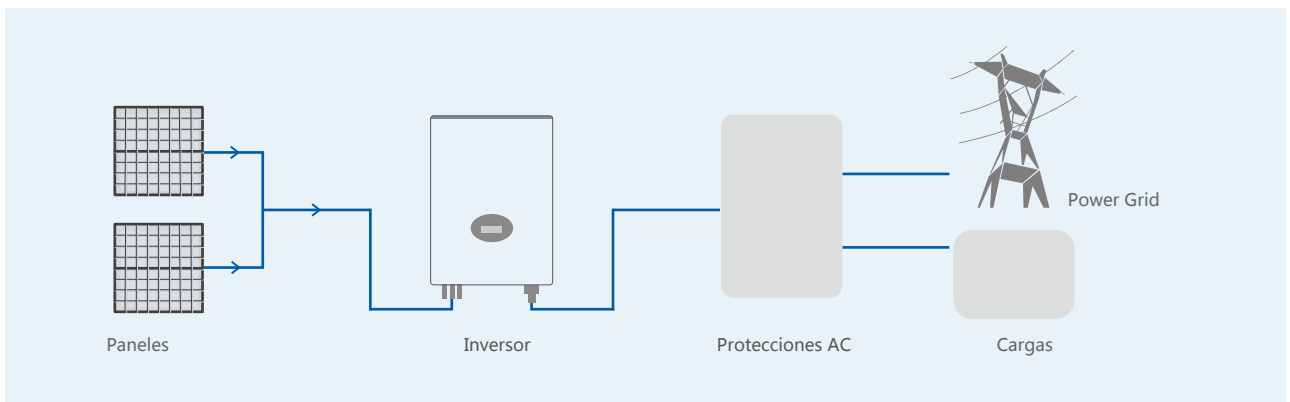 Power Grid
Paneles
Inversor
Protecciones AC
Cargas